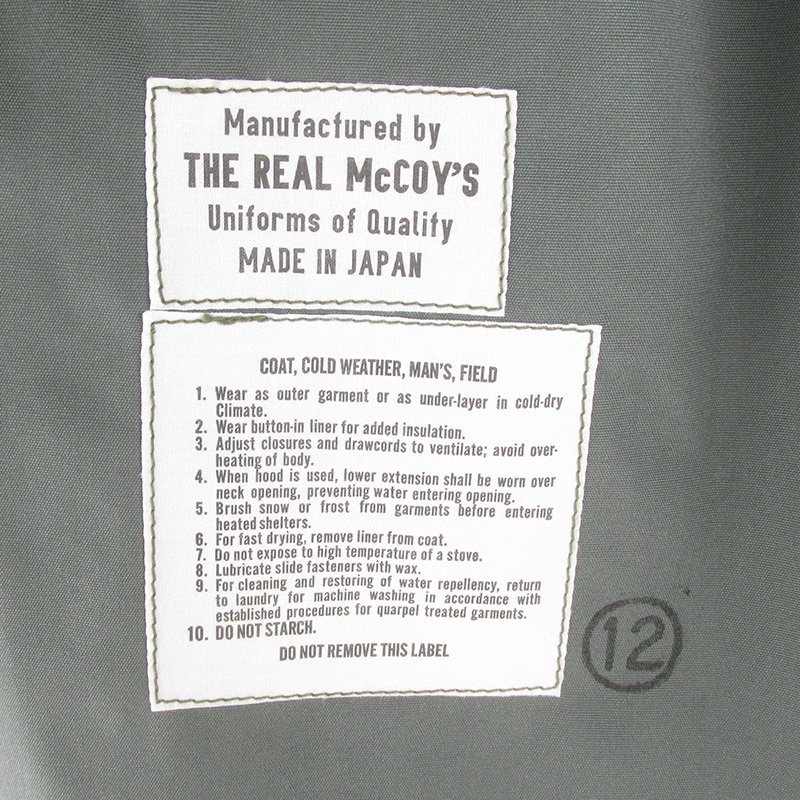 Manufactured by
THE REAL McCOY'S
Uniforms of Quality
MADE IN JAPAN
COAT, COLD WEATHER, MAN'S, FIELD
1. Wear as outer garment or as under-layer in cold-dry
Climate.
2. Wear button-in liner for added insulation.
3. Adjust closures and drawcords to ventilate; avoid over-
heating of body.
4. When hood is used, lower extension shall be worn over
neck opening, preventing water entering opening.
5. Brush snow or frost from garments before entering
heated shelters.
6. For fast drying, remove liner from coat.
7. Do not expose to high temperature of a stove.
8. Lubricate slide fasteners with wax.
9. For cleaning and restoring of water repellency, return
to laundry for machine washing in accordance with
established procedures for quarpel treated garments.
10. DO NOT STARCH.
DO NOT REMOVE THIS LABEL
12